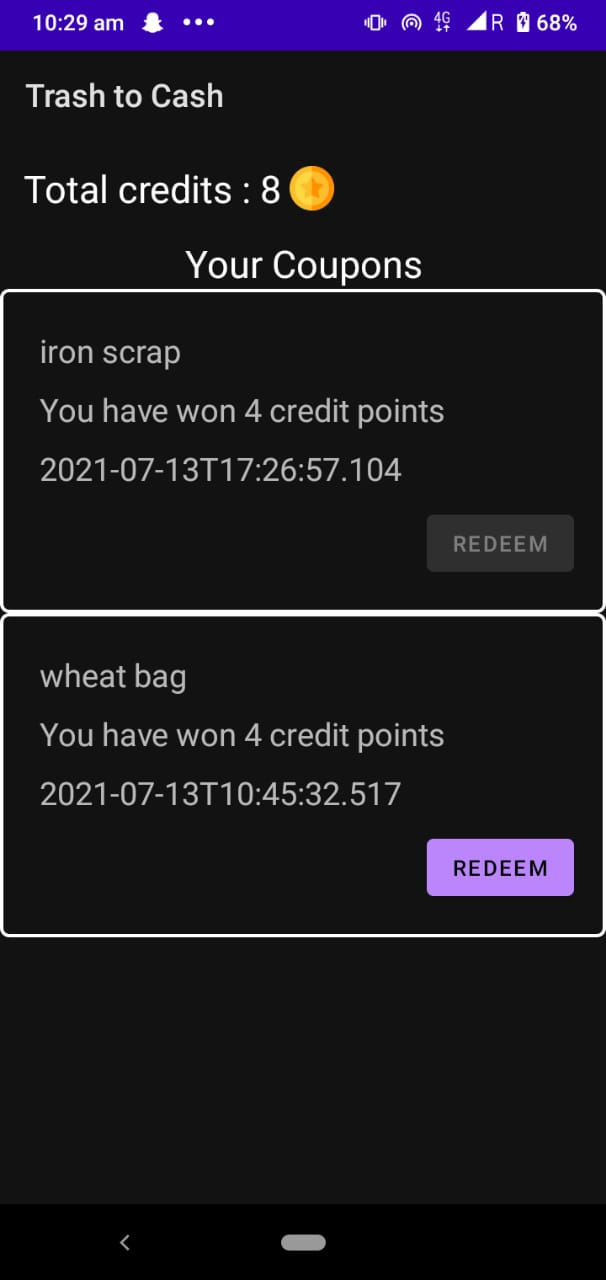 10:29 am 4G R 68%
Trash to Cash
Total credits : 8
Your Coupons
iron scrap
You have won 4 credit points
2021-07-13T17:26:57.104
REDEEM
wheat bag
You have won 4 credit points
2021-07-13T10:45:32.517
REDEEM